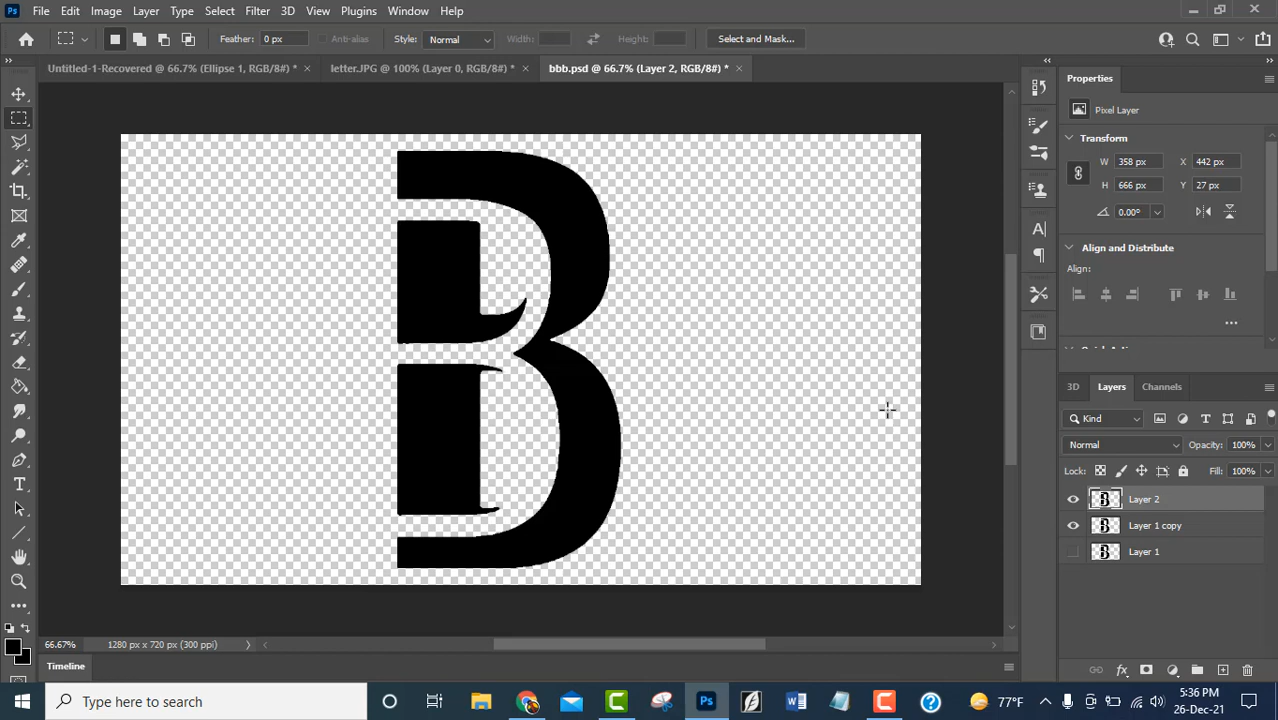 Ps File Edit Image Layer Type Select Filter 3D View Plugins Window Help
Feather: 0 px Anti-alias Style: Normal Width: Height: Select and Mask...
Untitled-1-Recovered @ 66.7% (Ellipse 1, RGB/8#) * × letter.JPG @ 100% (Layer 0, RGB/8#) * × bbb.psd @ 66.7% (Layer 2, RGB/8#) * ×
Properties
Pixel Layer
Transform
W 358 px X 442 px
H 666 px Y 27 px
0.00°
Align and Distribute
Align:
3D Layers Channels
Kind
Normal Opacity: 100%
Lock: Fill: 100%
Layer 2
Layer 1 copy
Layer 1
B
66.67% 1280 px x 720 px (300 ppi)
Timeline
Type here to search
77°F
5:36 PM
26-Dec-21